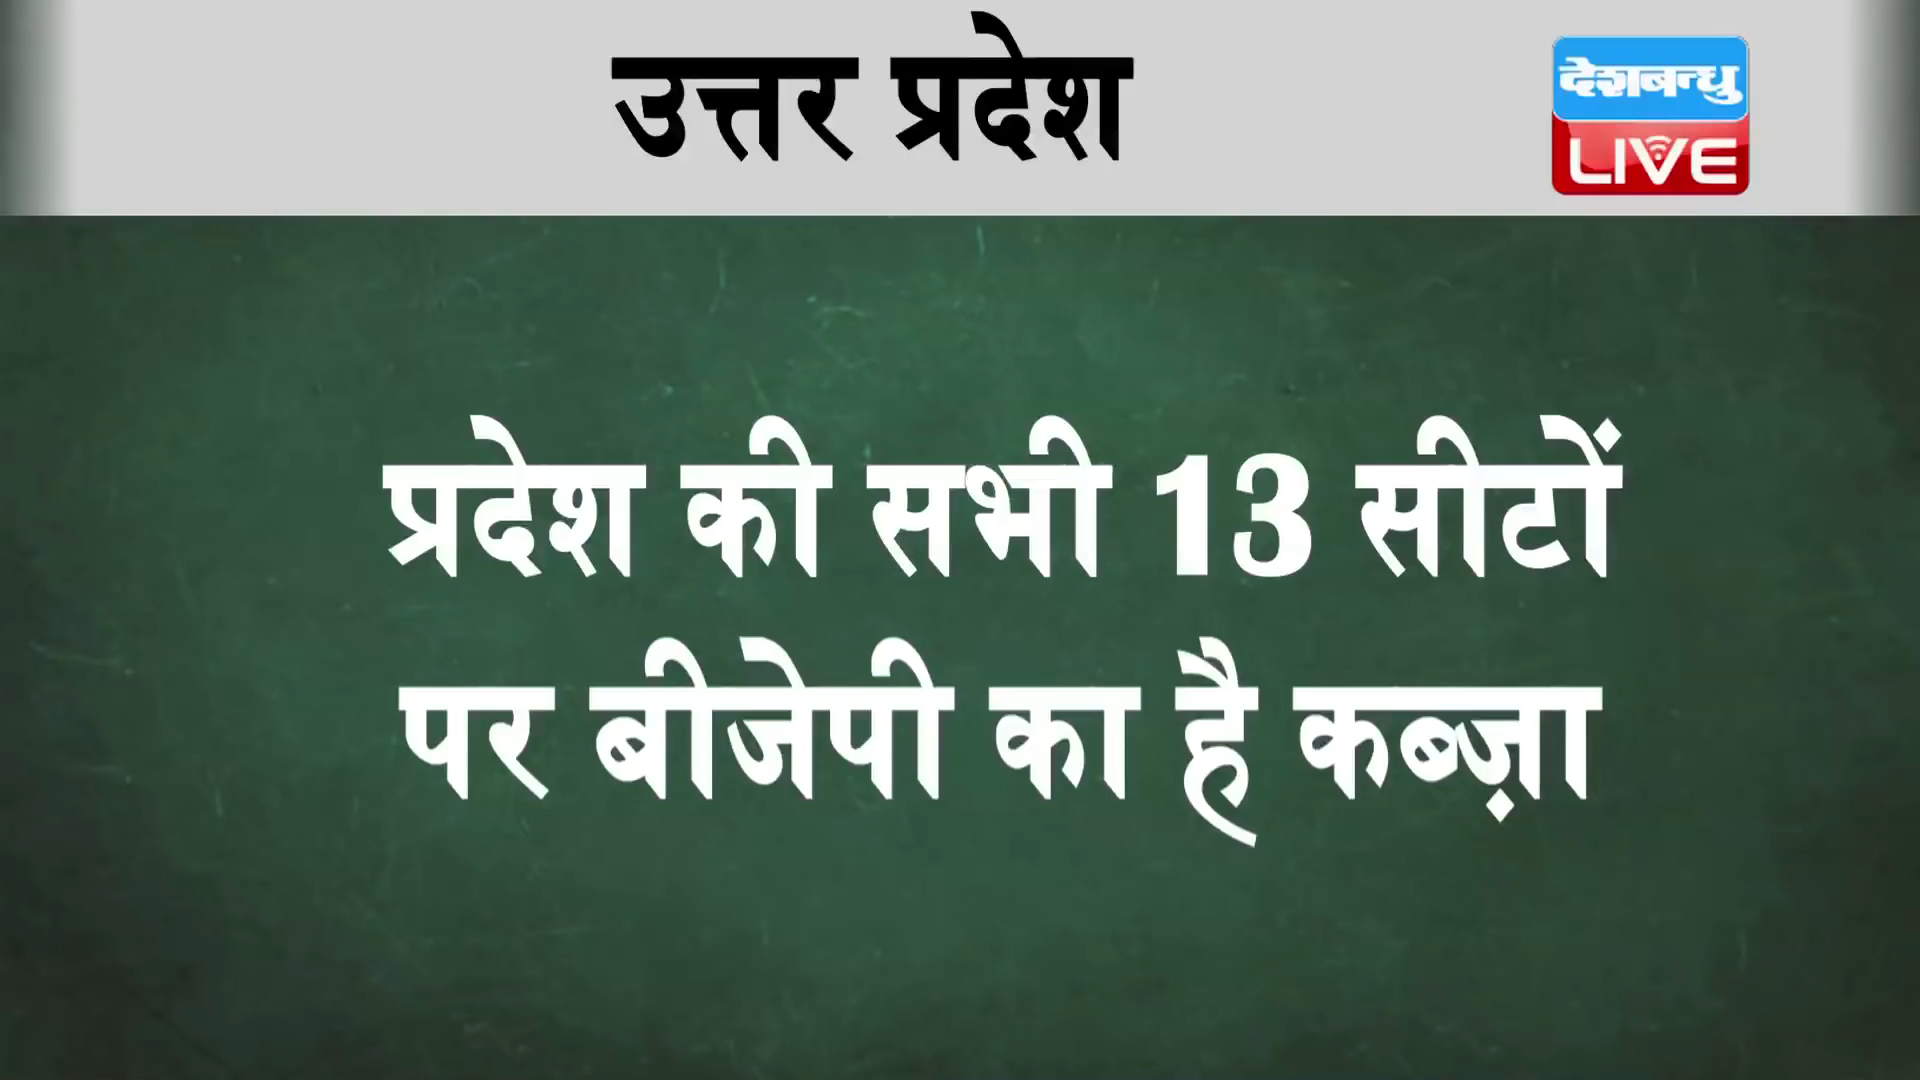 उत्तर प्रदेश
देशबन्धु
LIVE
प्रदेश की सभी 13 सीटों
पर बीजेपी का है कब्ज़ा